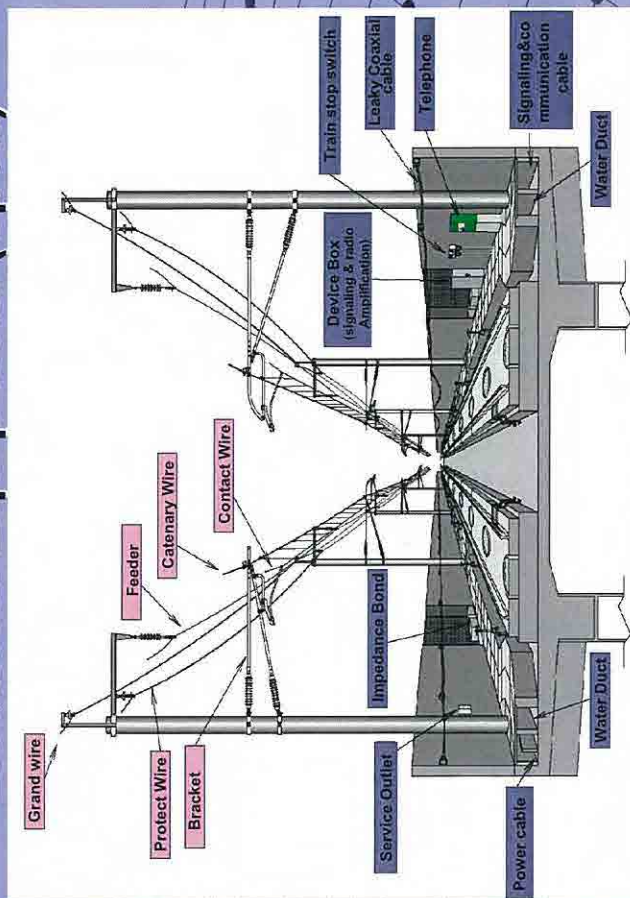 Grand wire
Feeder
Catenary Wire
Contact Wire
Protect Wire
Bracket
Train stop switch
Leaky Coaxial
cable
Telephone
Device Box
(signaling & radio
Amplification)
Signaling&co
mmunication
cable
Water Duct
Impedance Bond
Service Outlet
Power cable
Water Duct